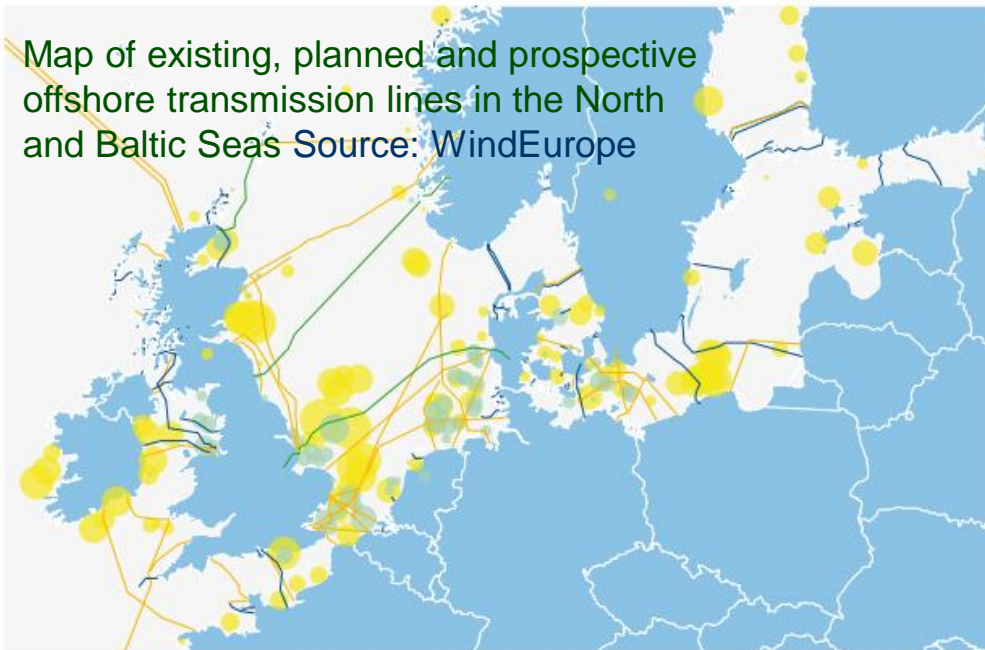 Map of existing, planned and prospective
offshore transmission lines in the North
and Baltic Seas Source: WindEurope